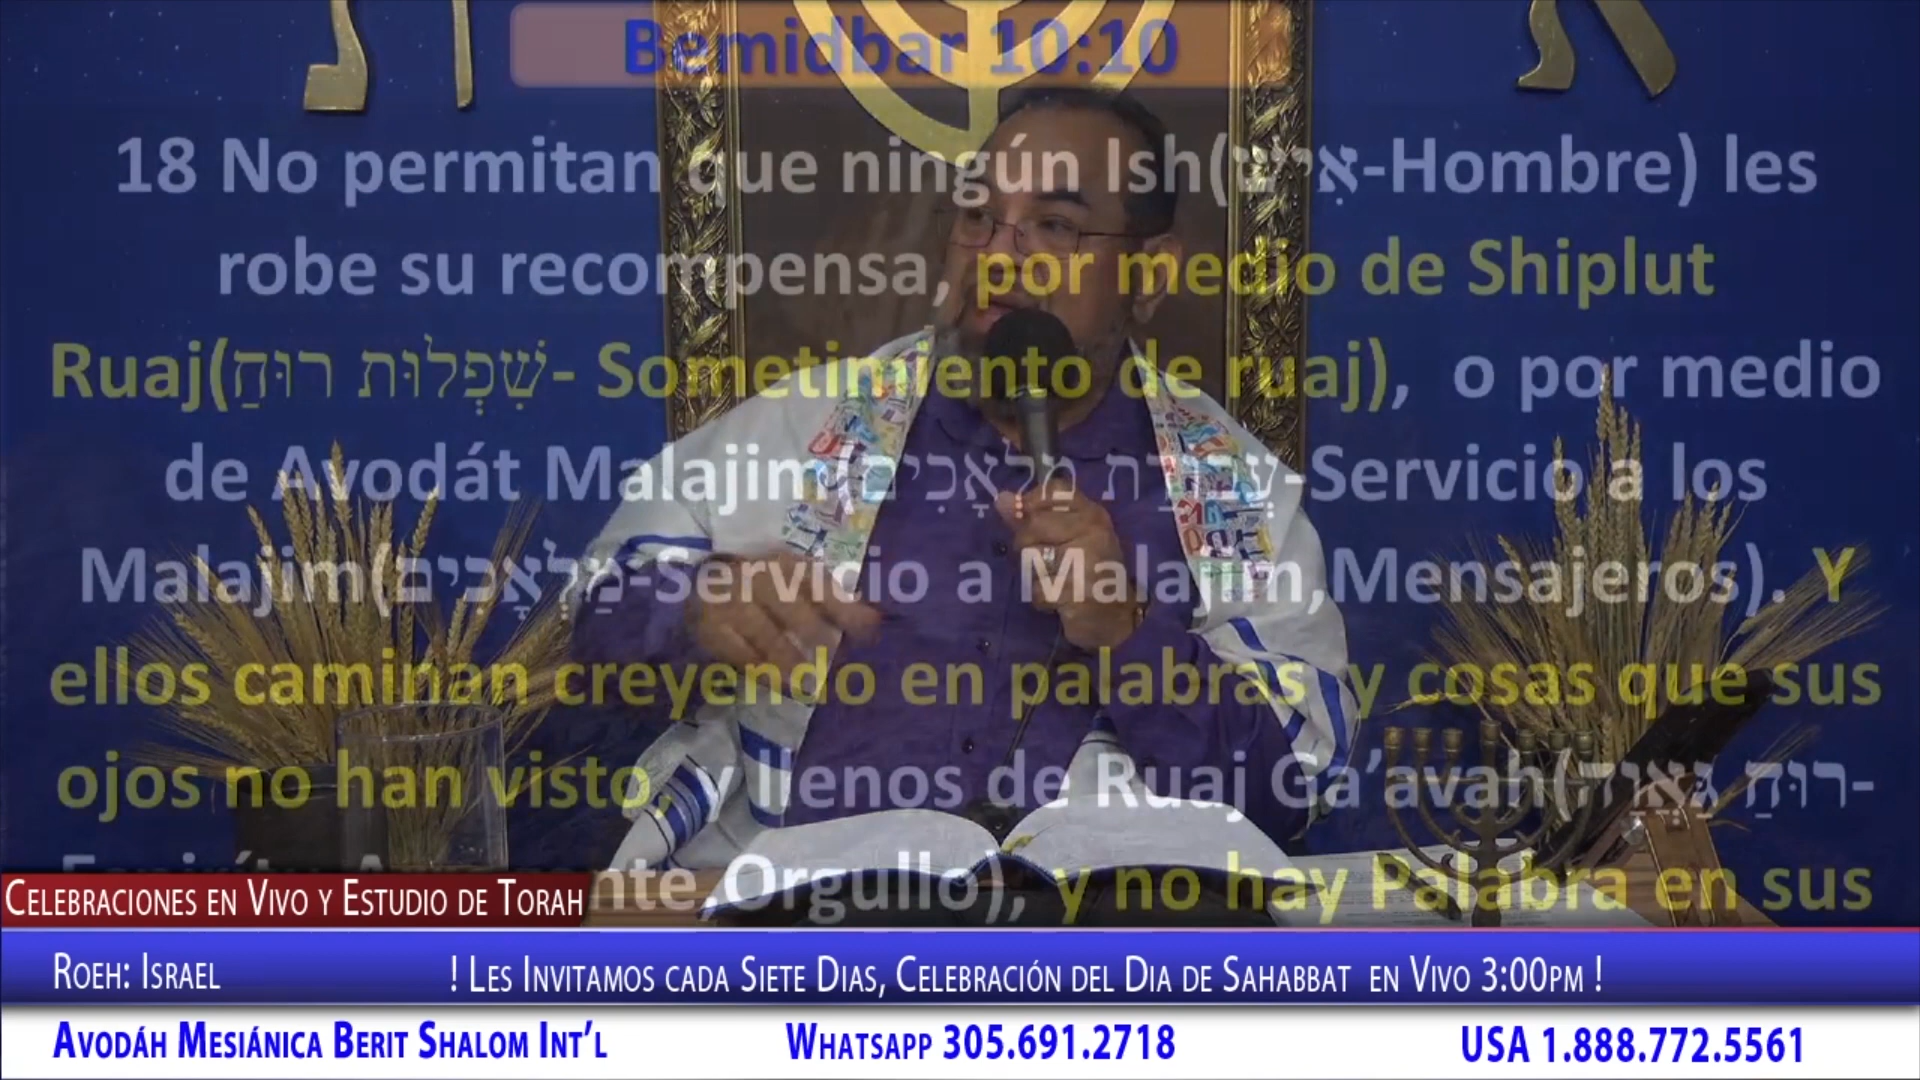 Bemidbar 10:10
18 No permitan que ningún Ish(אִישׁ-Hombre) les
robe su recompensa, por medio de Shiplut
Ruaj(שִׁפְלוּת רוּחַ- Sometimiento de ruaj), o por medio
de Avodát Malajim(עֲבוֹדַת מַלְאָכִים-Servicio a los
Malajim(מַלְאָכִים-Servicio a Malajim,Mensajeros). Y
ellos caminan creyendo en palabras y cosas que sus
ojos no han visto, y llenos de Ruaj Ga’avah(רוּחַ גַּאֲוָה-
Orgullo), y no hay Palabra en sus
Celebraciones en Vivo y Estudio de Torah
Roeh: Israel ! Les Invitamos cada Siete Dias, Celebración del Dia de Sahabbat en Vivo 3:00pm !
Avodáh Mesiánica Berit Shalom Int’l Whatsapp 305.691.2718 USA 1.888.772.5561